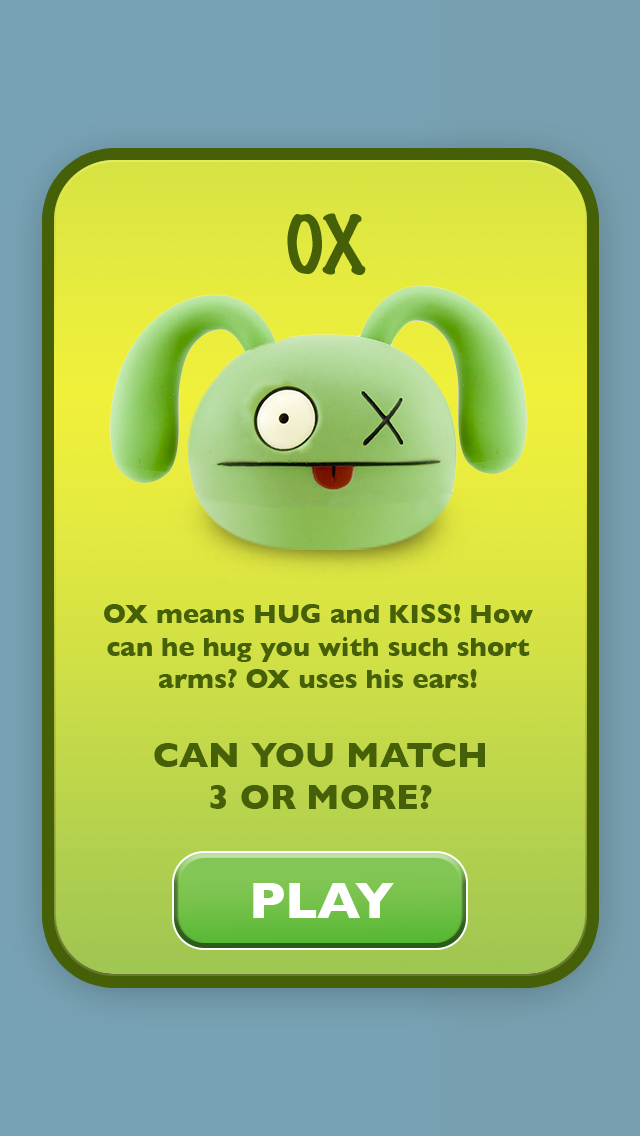 OX
OX means HUG and KISS! How
can he hug you with such short
arms? OX uses his ears!
CAN YOU MATCH
3 OR MORE?
PLAY